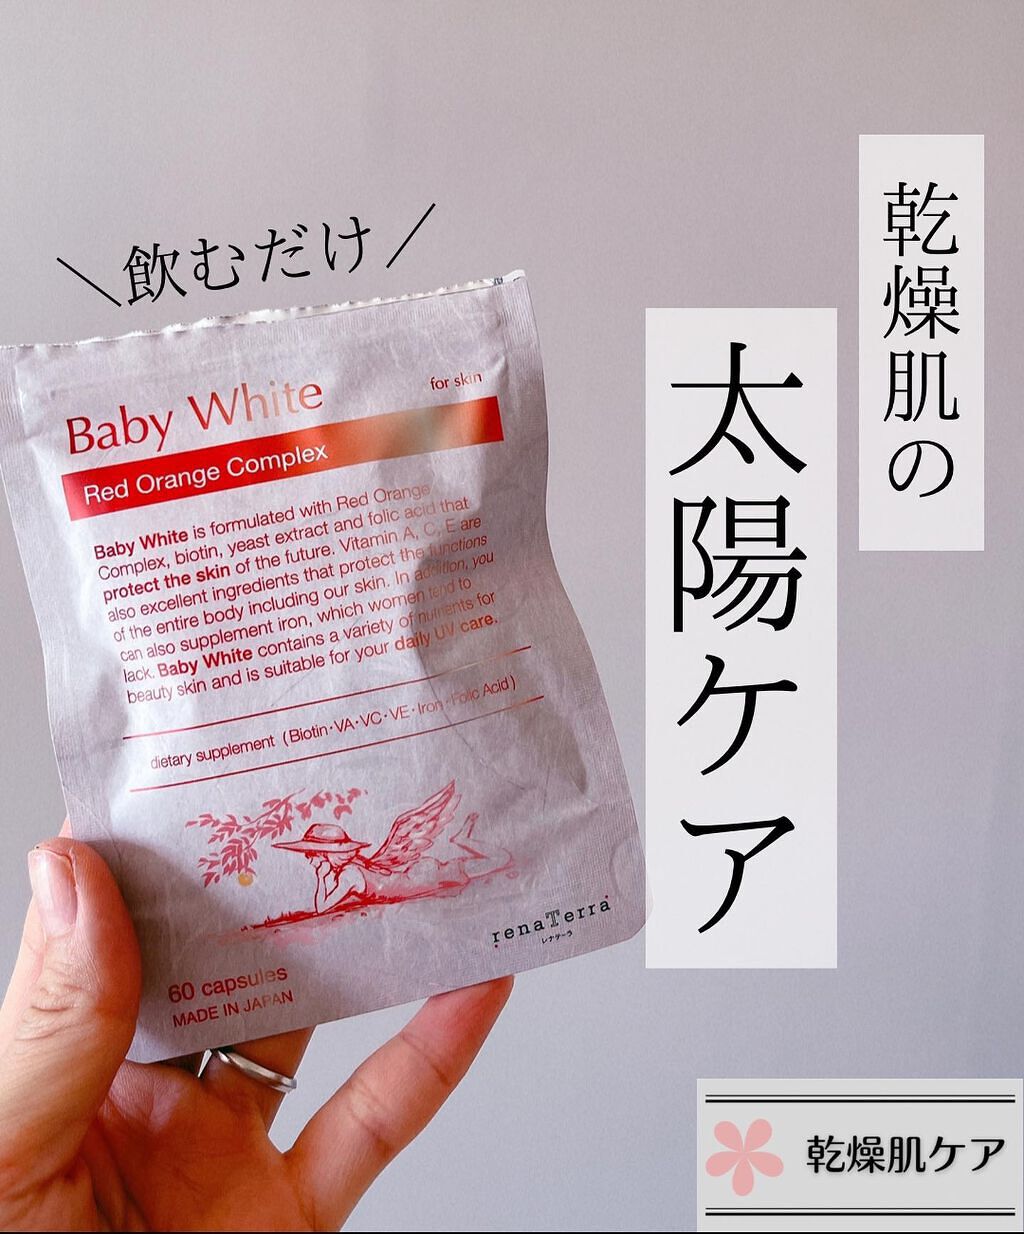 乾燥肌の
太陽ケア
＼飲むだけ／
Baby White
for skin
Red Orange Complex
Baby White is formulated with Red Orange
Complex, biotin, yeast extract and folic acid that
protect the skin of the future. Vitamin A, C, E are
also excellent ingredients that protect the functions
of the entire body including our skin. In addition, you
can also supplement iron, which women tend to
lack. Baby White contains a variety of nutrients for
beauty skin and is suitable for your daily UV care.
dietary supplement (Biotin・VA・VC・VE・Iron・Folic Acid)
renaTerra
レナテーラ
60 capsules
MADE IN JAPAN
乾燥肌ケア